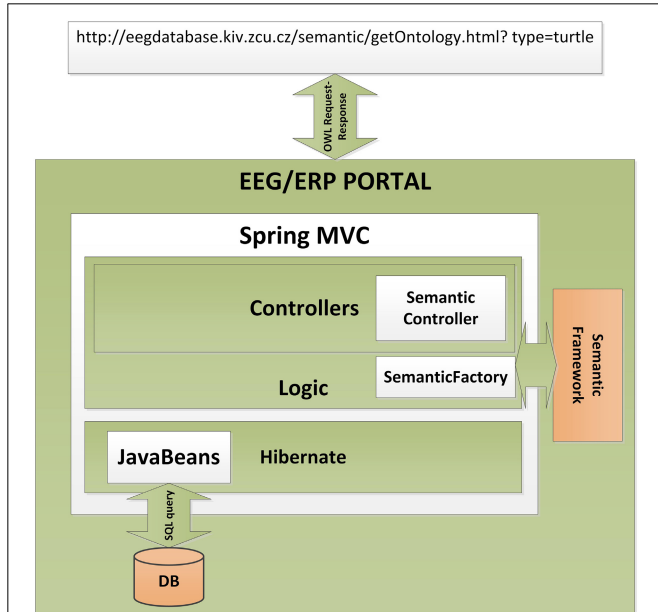 http://eegdatabase.kiv.zcu.cz/semantic/getOntology.html? type=turtle
OWL Request-
Response
EEG/ERP PORTAL
Spring MVC
Controllers
Semantic
Controller
Semantic
Framework
SemanticFactory
Logic
JavaBeans
Hibernate
SQL query
DB